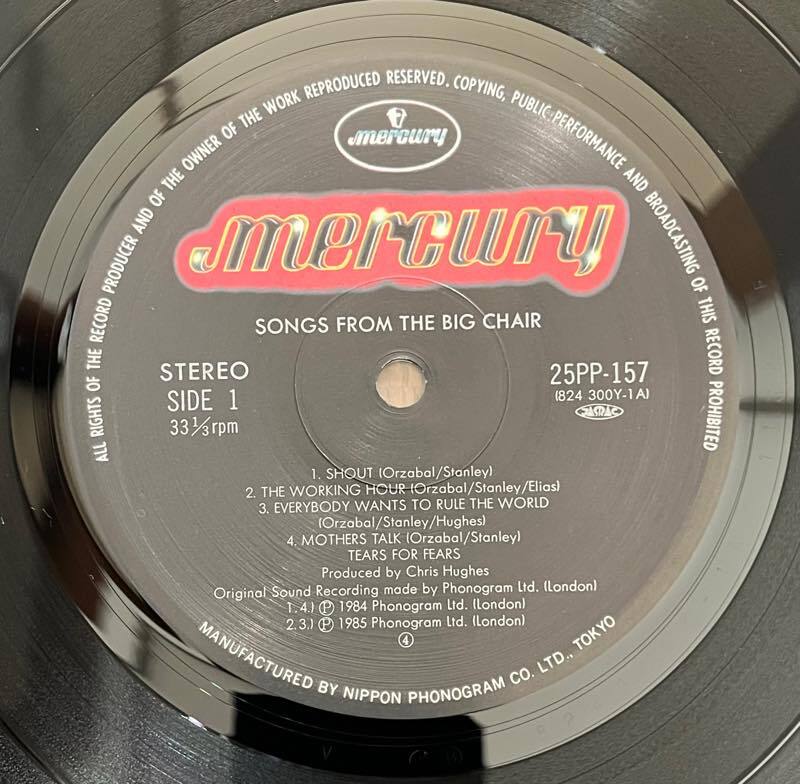 ALL RIGHTS OF THE RECORD PRODUCER AND OF THE OWNER OF THE WORK REPRODUCED RESERVED. COPYING, PUBLIC PERFORMANCE AND BROADCASTING OF THIS RECORD PROHIBITED
mercury
mercury
SONGS FROM THE BIG CHAIR
STEREO
SIDE 1
33 1/3 rpm
25PP-157
(824 300Y-1A)
JASRAC
1. SHOUT (Orzabal/Stanley)
2. THE WORKING HOUR (Orzabal/Stanley/Elias)
3. EVERYBODY WANTS TO RULE THE WORLD
(Orzabal/Stanley/Hughes)
4. MOTHERS TALK (Orzabal/Stanley)
TEARS FOR FEARS
Produced by Chris Hughes
Original Sound Recording made by Phonogram Ltd. (London)
1.4.) Ⓟ 1984 Phonogram Ltd. (London)
2.3.) Ⓟ 1985 Phonogram Ltd. (London)
④
MANUFACTURED BY NIPPON PHONOGRAM CO. LTD., TOKYO